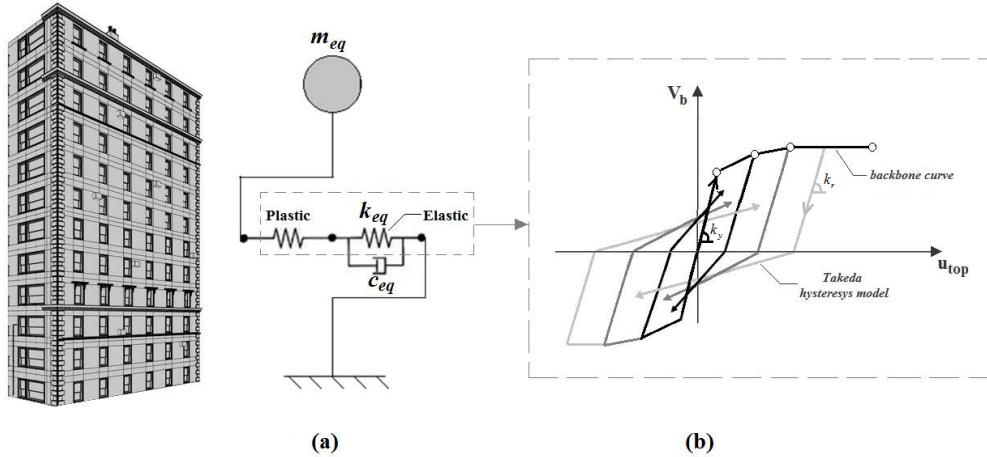 m_eq
Plastic
k_eq
Elastic
c_eq
(a)
V_b
k_r
backbone curve
k_y
u_top
Takeda
hysteresys model
(b)